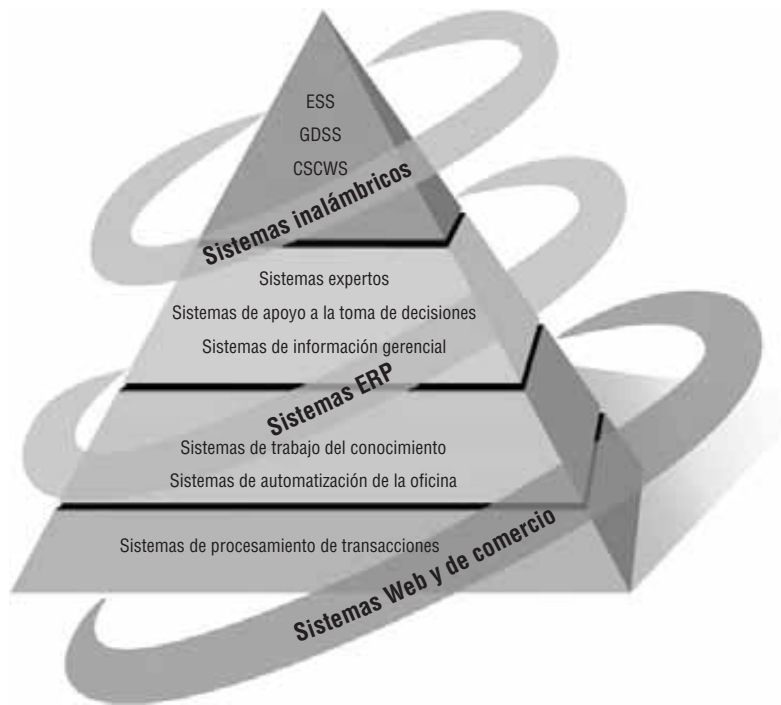 ESS
GDSS
CSCWS
Sistemas inalámbricos
Sistemas expertos
Sistemas de apoyo a la toma de decisiones
Sistemas de información gerencial
Sistemas ERP
Sistemas de trabajo del conocimiento
Sistemas de automatización de la oficina
Sistemas de procesamiento de transacciones
Sistemas Web y de comercio